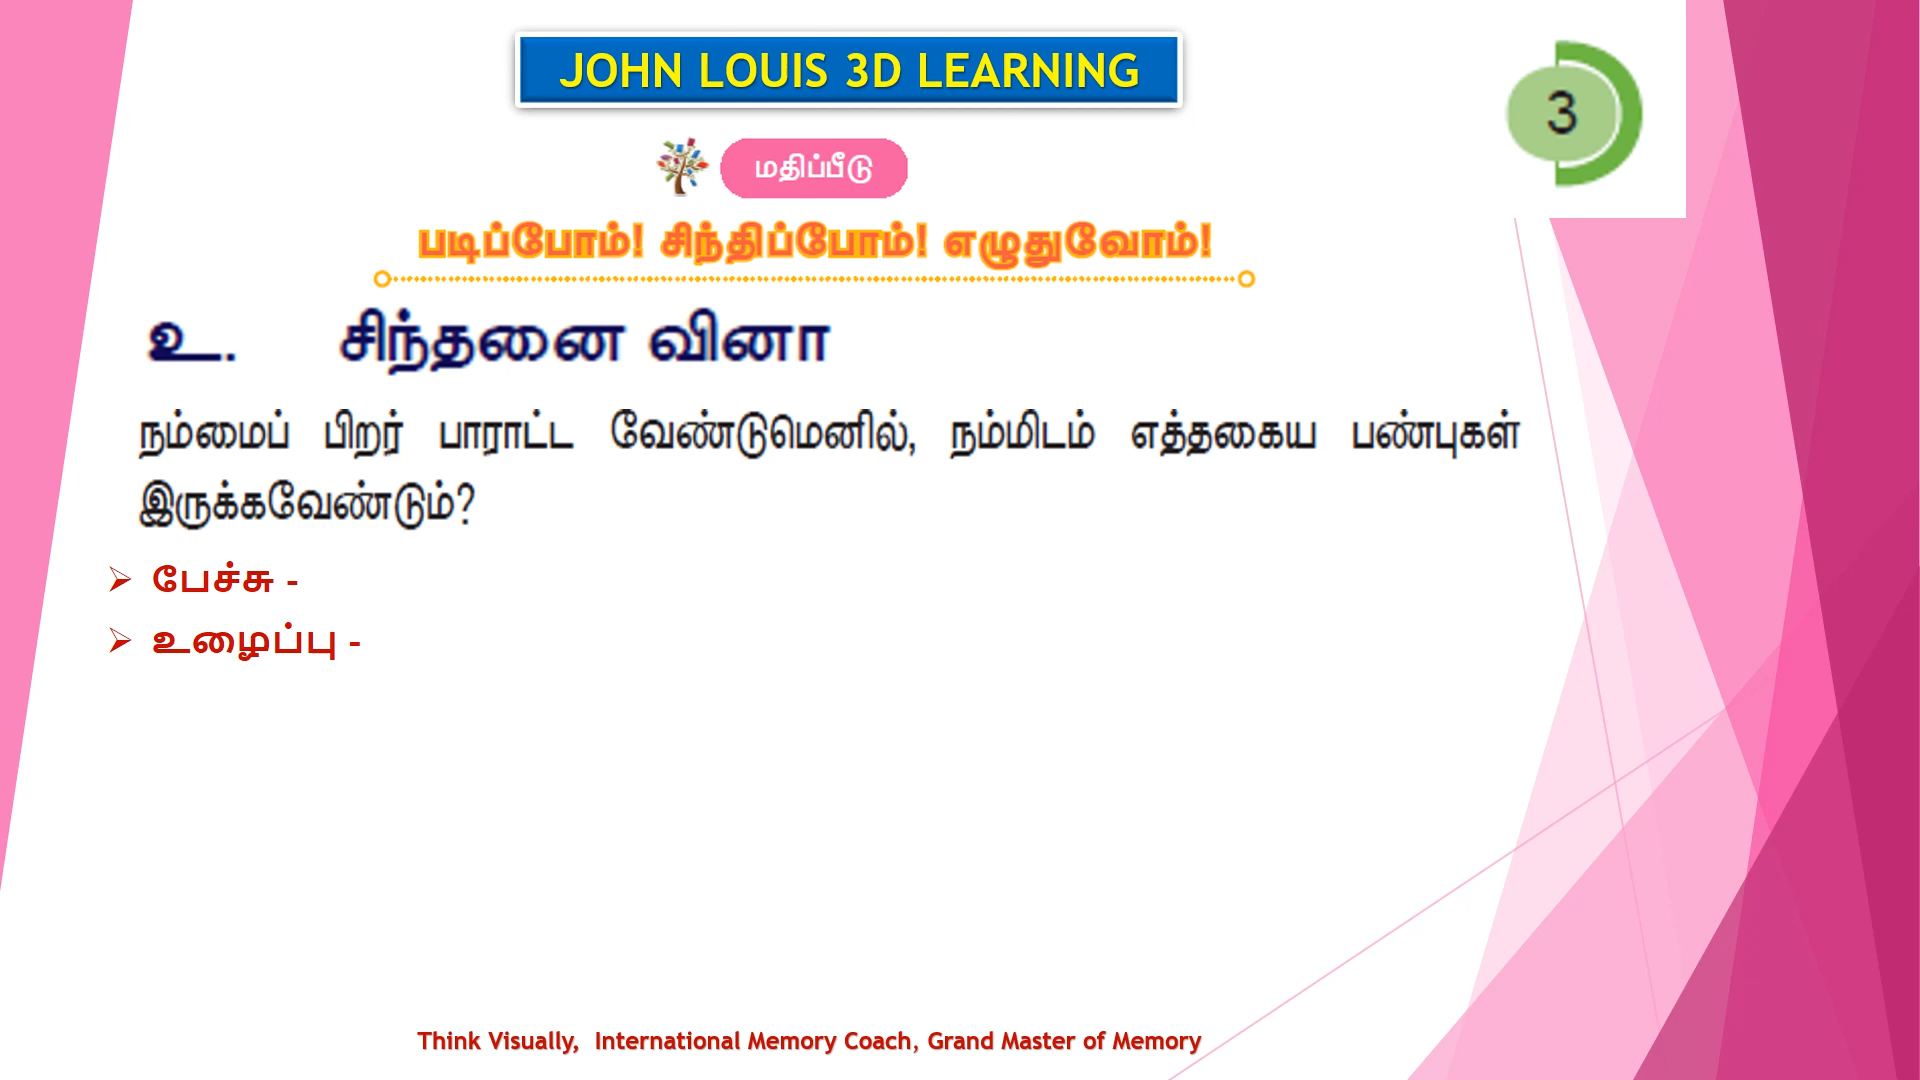 JOHN LOUIS 3D LEARNING
3
மதிப்பீடு
படிப்போம்! சிந்திப்போம்! எழுதுவோம்!
உ. சிந்தனை வினா
நம்மைப் பிறர் பாராட்ட வேண்டுமெனில், நம்மிடம் எத்தகைய பண்புகள்
இருக்கவேண்டும்?
➢ பேச்சு -
➢ உழைப்பு -
Think Visually, International Memory Coach, Grand Master of Memory